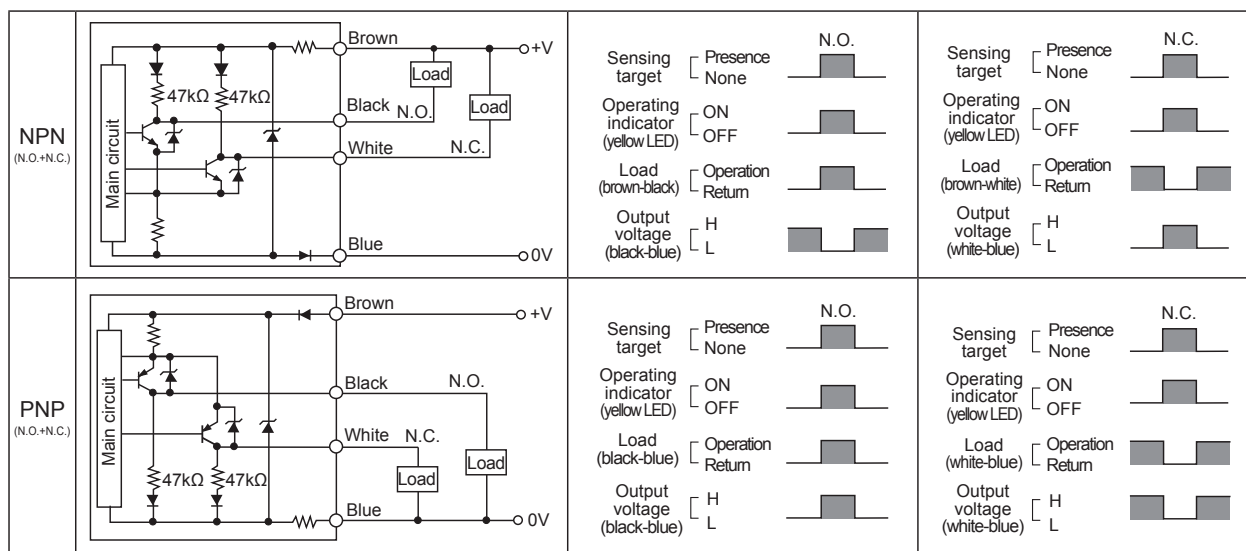 NPN
(N.O.+N.C.)
Main circuit
47kΩ 47kΩ
Brown
+V
Load
Load
Black N.O.
White
N.C.
Blue
0V
N.O.
Sensing target
Presence
None
Operating indicator (yellow LED)
ON
OFF
Load (brown-black)
Operation
Return
Output voltage (black-blue)
H
L
N.C.
Sensing target
Presence
None
Operating indicator (yellow LED)
ON
OFF
Load (brown-white)
Operation
Return
Output voltage (white-blue)
H
L
PNP
(N.O.+N.C.)
Main circuit
Brown
+V
Black N.O.
White N.C.
Load
Load
47kΩ 47kΩ
Blue
0V
N.O.
Sensing target
Presence
None
Operating indicator (yellow LED)
ON
OFF
Load (black-blue)
Operation
Return
Output voltage (black-blue)
H
L
N.C.
Sensing target
Presence
None
Operating indicator (yellow LED)
ON
OFF
Load (white-blue)
Operation
Return
Output voltage (white-blue)
H
L